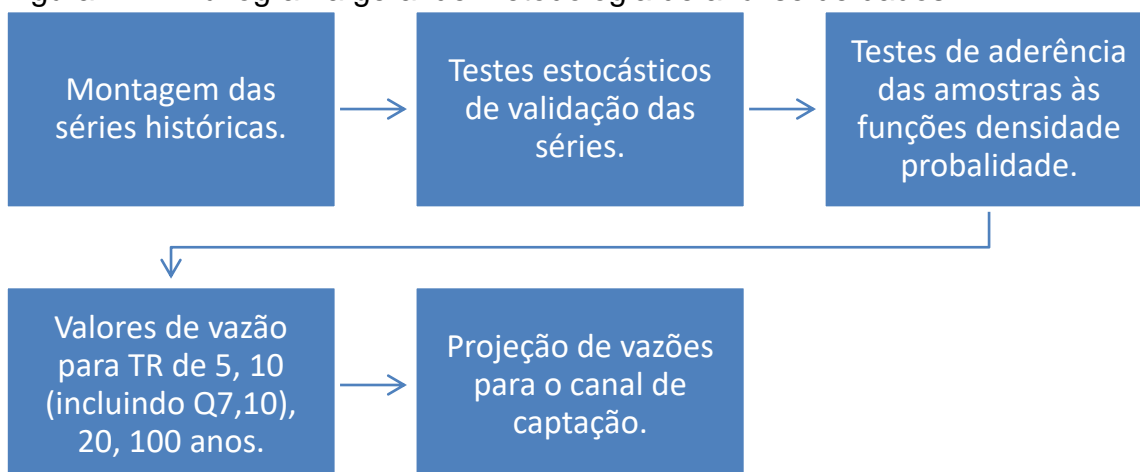 Montagem das
séries históricas.
Testes estocásticos
de validação das
séries.
Testes de aderência
das amostras às
funções densidade
probalidade.
Valores de vazão
para TR de 5, 10
(incluindo Q7,10),
20, 100 anos.
Projeção de vazões
para o canal de
captação.